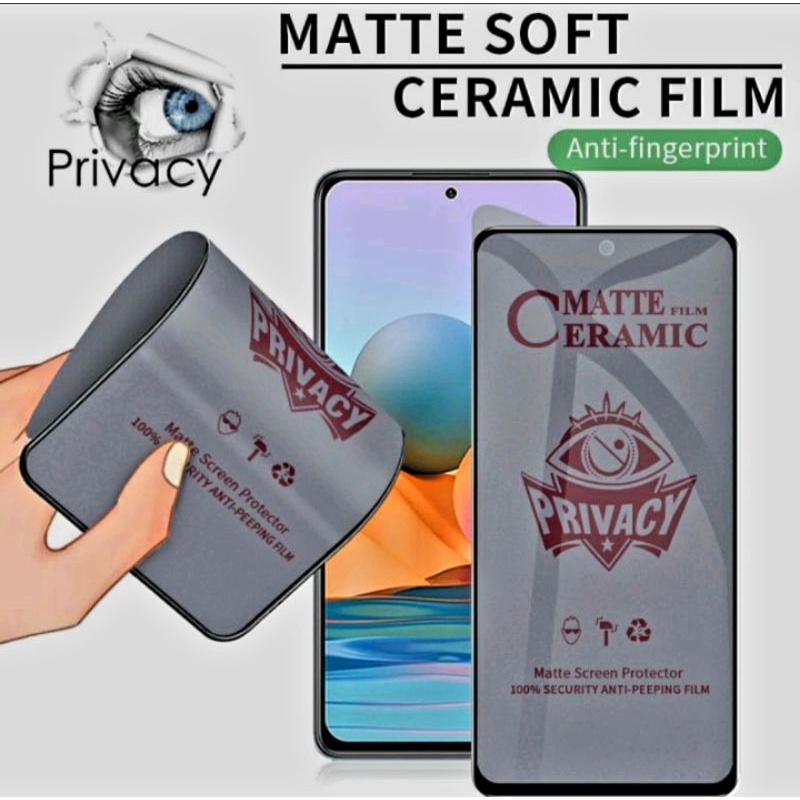 MATTE SOFT
CERAMIC FILM
Anti-fingerprint
Privacy
MATTE FILM
CERAMIC
PRIVACY
Matte Screen Protector
100% SECURITY ANTI-PEEPING FILM
PRIVACY
Matte Screen Protector
100% URITY ANTI-PEEPING FILM